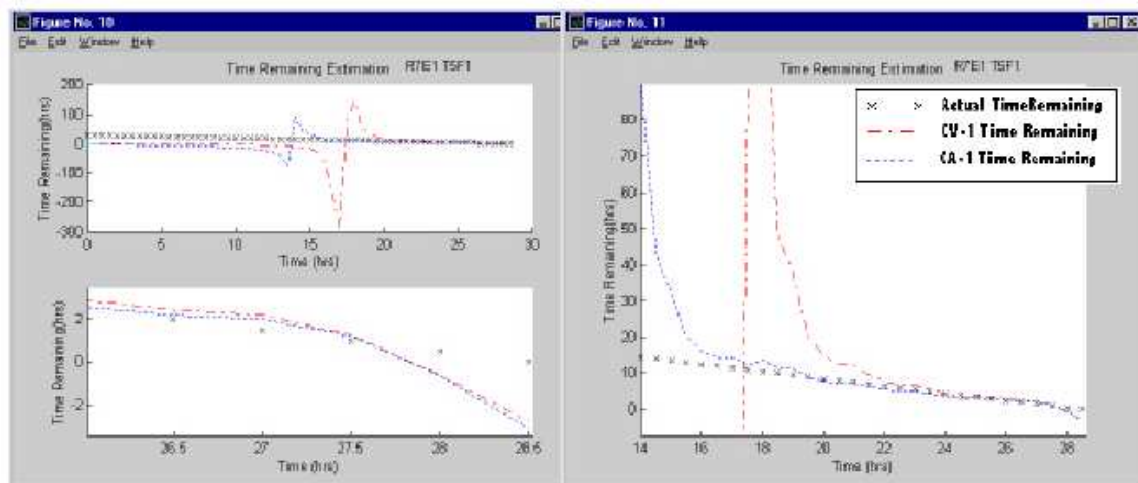 Figure No. 10
File Edit Window Help
Time Remaining Estimation R7E1 TSF1
Time Remaining(hrs)
200
100
0
-100
-200
-300
0 5 10 15 20 25 30
Time (hrs)
Time Remaining(hrs)
2
0
-2
26.5 27 27.5 28 28.5
Time (hrs)
Figure No. 11
File Edit Window Help
Time Remaining Estimation R7E1 TSF1
Actual TimeRemaining
CV-1 Time Remaining
CA-1 Time Remaining
Time Remaining(hrs)
80
70
60
50
40
30
20
10
0
14 16 18 20 22 24 26 28
Time (hrs)